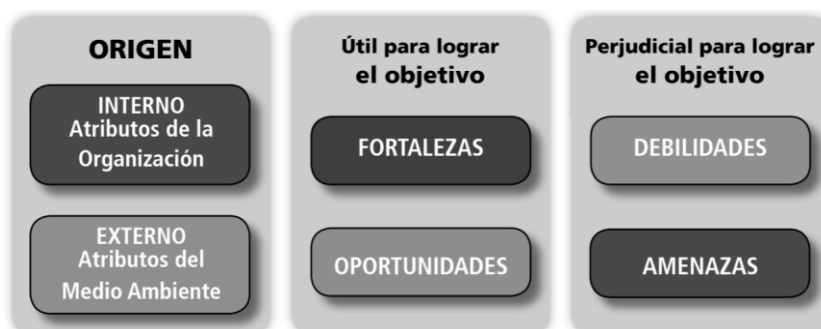 ORIGEN
INTERNO
Atributos de la
Organización
EXTERNO
Atributos del
Medio Ambiente
Útil para lograr
el objetivo
FORTALEZAS
OPORTUNIDADES
Perjudicial para lograr
el objetivo
DEBILIDADES
AMENAZAS